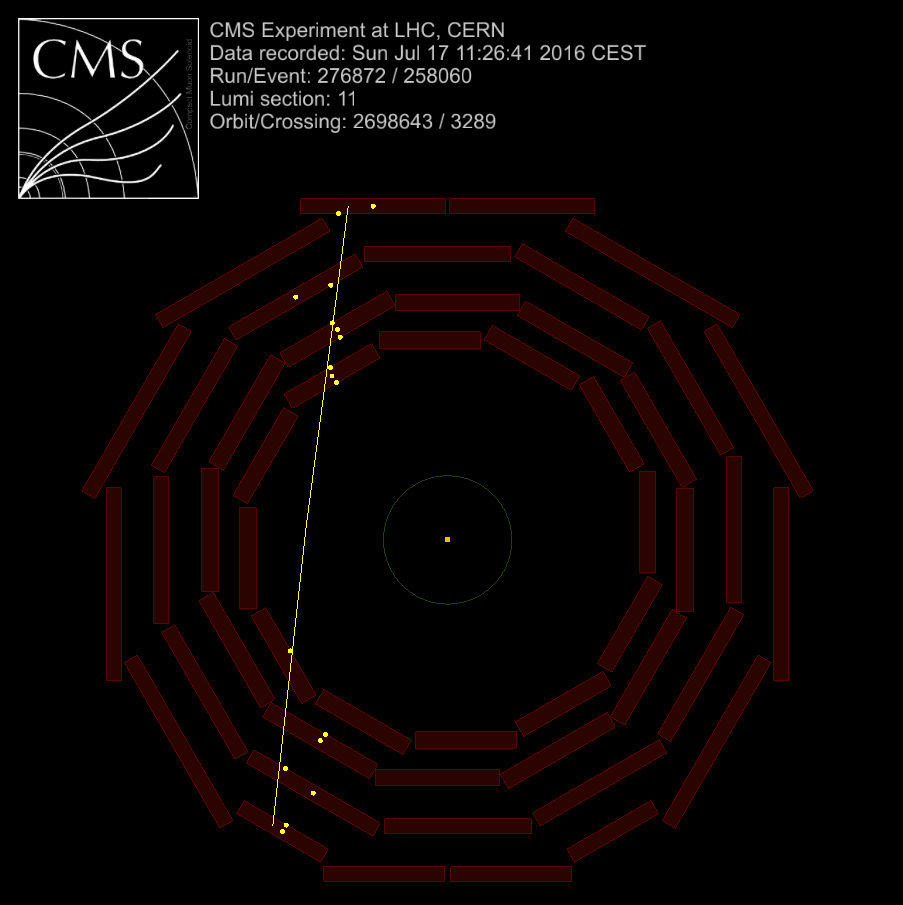 CMS
Compact Muon Solenoid
CMS Experiment at LHC, CERN
Data recorded: Sun Jul 17 11:26:41 2016 CEST
Run/Event: 276872 / 258060
Lumi section: 11
Orbit/Crossing: 2698643 / 3289